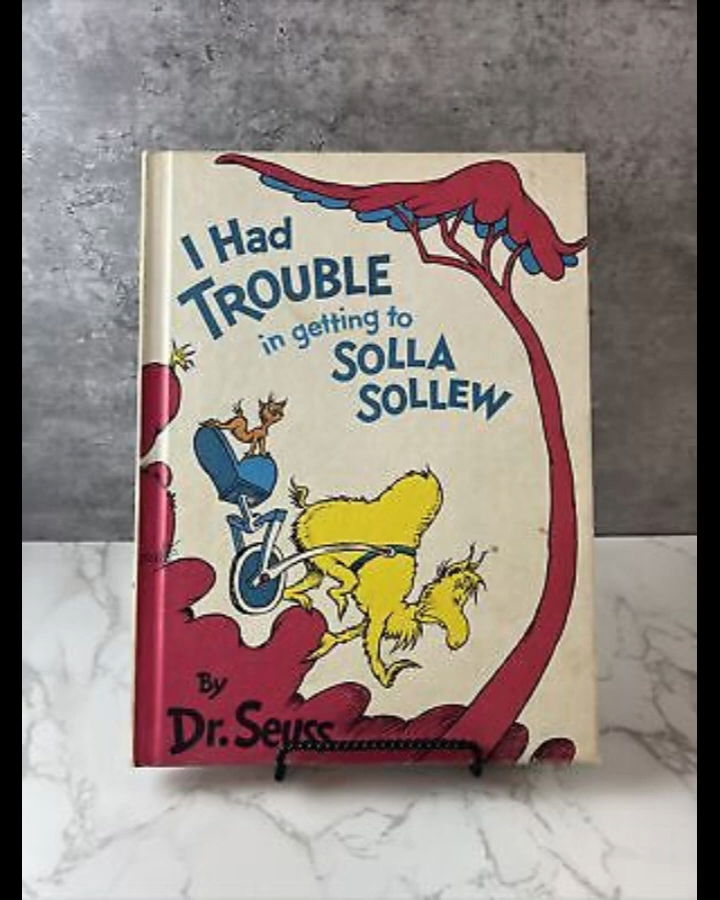 I Had
TROUBLE
in getting to
SOLLA
SOLLEW
By
Dr. Seuss